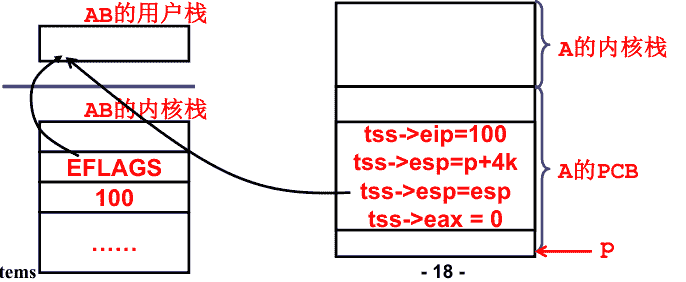 AB的用户栈
AB的内核栈
EFLAGS
100
......
tems
A的内核栈
tss->eip=100
tss->esp=p+4k
tss->esp=esp
tss->eax = 0
A的PCB
p
- 18 -